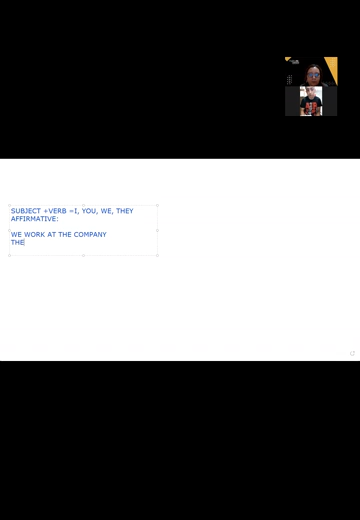 SUBJECT +VERB =I, YOU, WE, THEY
AFFIRMATIVE:
WE WORK AT THE COMPANY
THE